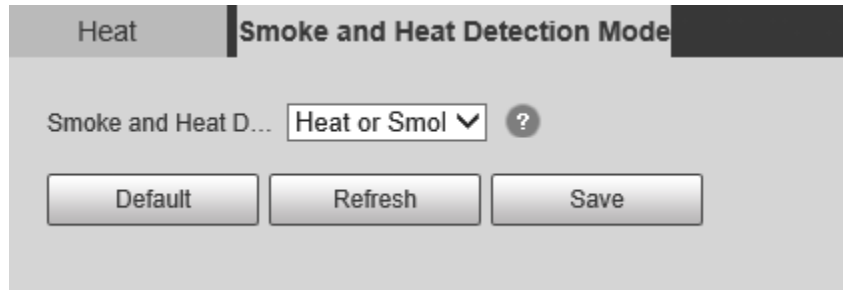 Heat Smoke and Heat Detection Mode
Smoke and Heat D... Heat or Smol ?
Default Refresh Save